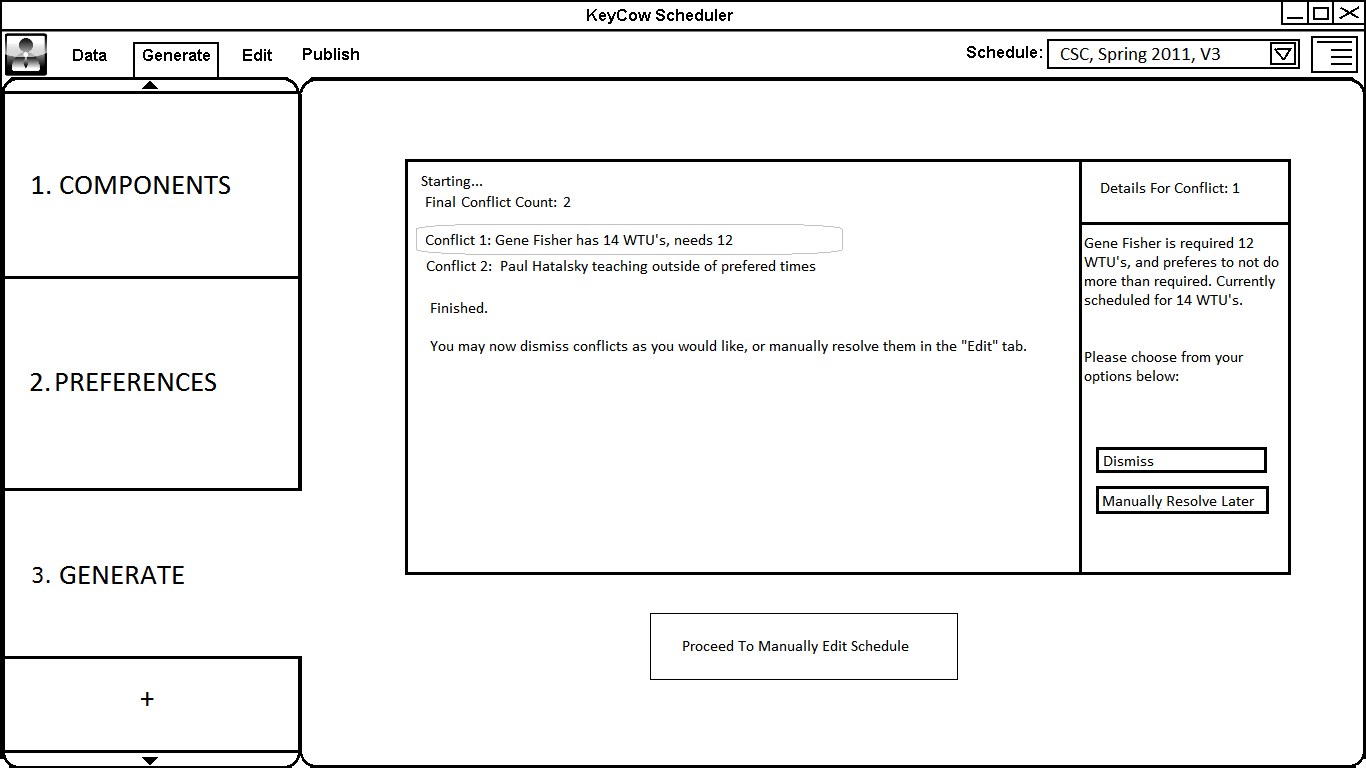 KeyCow Scheduler
Data Generate Edit Publish Schedule: CSC, Spring 2011, V3
1. COMPONENTS
2. PREFERENCES
3. GENERATE
+
Starting...
Final Conflict Count: 2
Conflict 1: Gene Fisher has 14 WTU's, needs 12
Conflict 2: Paul Hatalsky teaching outside of prefered times
Finished.
You may now dismiss conflicts as you would like, or manually resolve them in the "Edit" tab.
Details For Conflict: 1
Gene Fisher is required 12
WTU's, and preferes to not do
more than required. Currently
scheduled for 14 WTU's.
Please choose from your
options below:
Dismiss
Manually Resolve Later
Proceed To Manually Edit Schedule